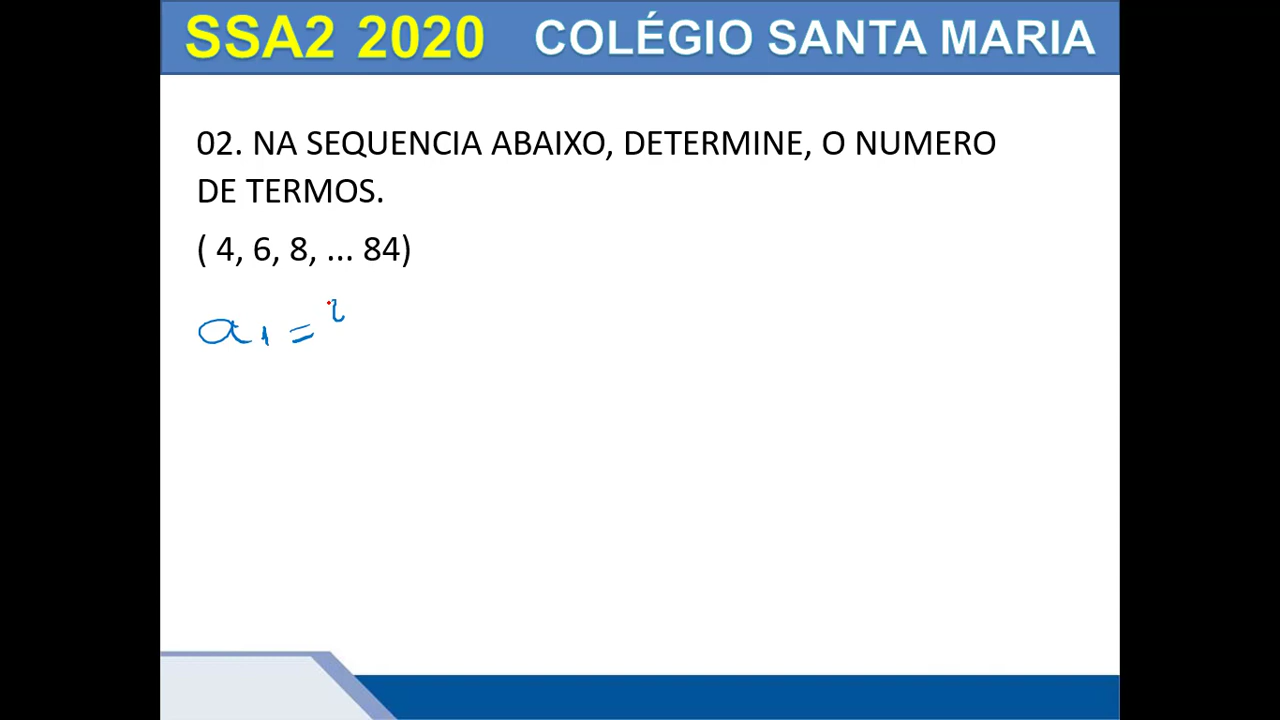 SSA2 2020 COLÉGIO SANTA MARIA
02. NA SEQUENCIA ABAIXO, DETERMINE, O NUMERO
DE TERMOS.
( 4, 6, 8, ... 84)
a1 =